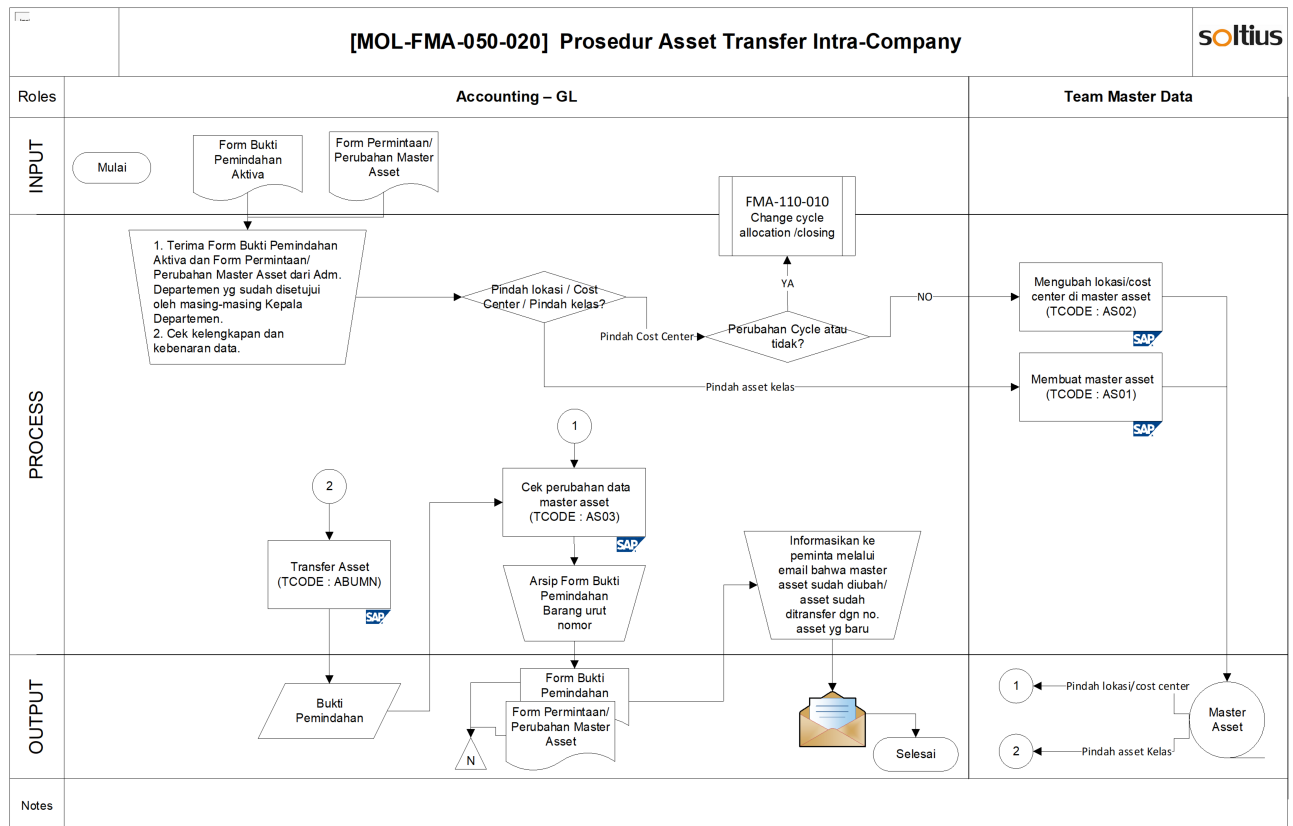 [MOL-FMA-050-020]  Prosedur Asset Transfer Intra-Company
soltius
Roles
Accounting – GL
Team Master Data
INPUT
Mulai
Form Bukti
Pemindahan
Aktiva
Form Permintaan/
Perubahan Master
Asset
FMA-110-010
Change cycle
allocation /closing
PROCESS
1. Terima Form Bukti Pemindahan
Aktiva dan Form Permintaan/
Perubahan Master Asset dari Adm.
Departemen yg sudah disetujui
oleh masing-masing Kepala
Departemen.
2. Cek kelengkapan dan
kebenaran data.
Pindah lokasi / Cost
Center / Pindah kelas?
Pindah Cost Center
YA
Perubahan Cycle atau
tidak?
NO
Mengubah lokasi/cost
center di master asset
(TCODE : AS02)
SAP
Pindah asset kelas
Membuat master asset
(TCODE : AS01)
SAP
1
2
Cek perubahan data
master asset
(TCODE : AS03)
SAP
Transfer Asset
(TCODE : ABUMN)
SAP
Arsip Form Bukti
Pemindahan
Barang urut
nomor
Informasikan ke
peminta melalui
email bahwa master
asset sudah diubah/
asset sudah
ditransfer dgn no.
asset yg baru
OUTPUT
Bukti
Pemindahan
Form Bukti
Pemindahan
Form Permintaan/
Perubahan Master
Asset
N
Selesai
1
Pindah lokasi/cost center
2
Pindah asset Kelas
Master
Asset
Notes